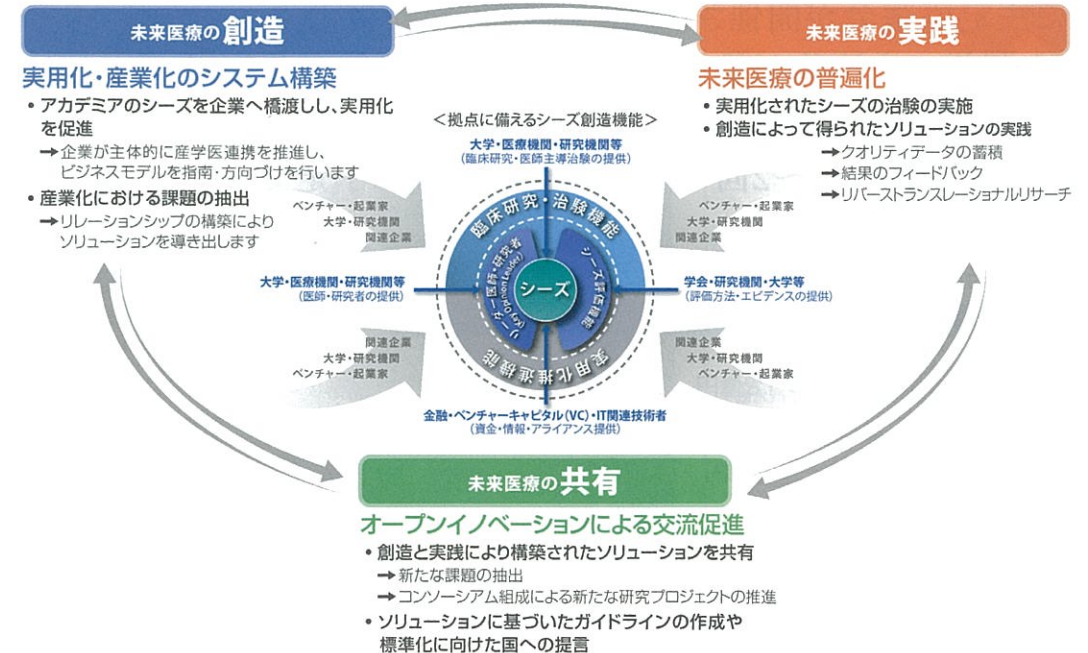 未来医療の創造
実用化・産業化のシステム構築
・アカデミアのシーズを企業へ橋渡しし、実用化
を促進
→企業が主体的に産学医連携を推進し、
ビジネスモデルを指南・方向づけを行います
・産業化における課題の抽出
→リレーションシップの構築により
ソリューションを導き出します
未来医療の実践
未来医療の普遍化
・実用化されたシーズの治験の実施
・創造によって得られたソリューションの実践
→クオリティデータの蓄積
→結果のフィードバック
→リバーストランスレーショナルリサーチ
＜拠点に備えるシーズ創造機能＞
大学・医療機関・研究機関等
（臨床研究・医師主導治験の提供）
ベンチャー・起業家
大学・研究機関
関連企業
ベンチャー・起業家
大学・研究機関
関連企業
臨床研究・治験機能
リーダー医師・研究者
(Key Opinion Leader)
シーズ
シーズ評価機能
実用化推進機能
大学・医療機関・研究機関等
（医師・研究者の提供）
学会・研究機関・大学等
（評価方法・エビデンスの提供）
関連企業
大学・研究機関
ベンチャー・起業家
関連企業
大学・研究機関
ベンチャー・起業家
金融・ベンチャーキャピタル（VC）・IT関連技術者
（資金・情報・アライアンス提供）
未来医療の共有
オープンイノベーションによる交流促進
・創造と実践により構築されたソリューションを共有
→新たな課題の抽出
→コンソーシアム組成による新たな研究プロジェクトの推進
・ソリューションに基づいたガイドラインの作成や
標準化に向けた国への提言